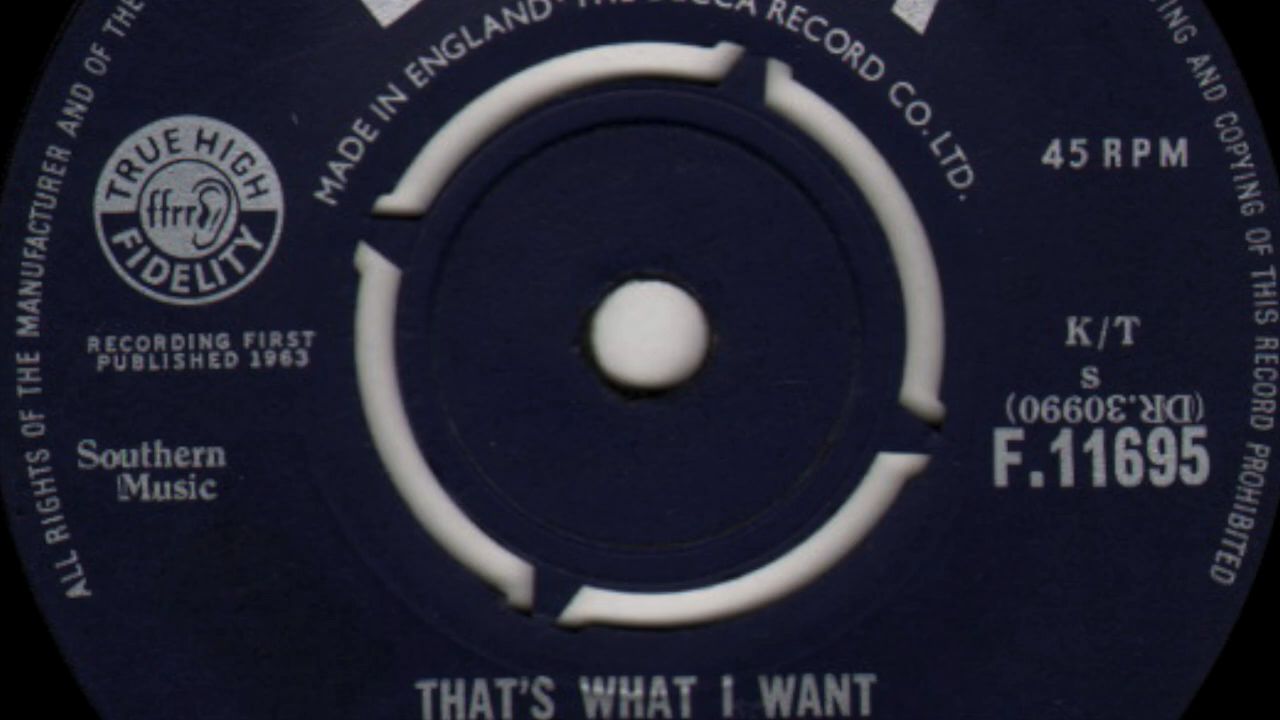 ALL RIGHTS OF THE MANUFACTURER AND OF THE
MADE IN ENGLAND · THE DECCA RECORD CO. LTD.
AND COPYING OF THIS RECORD PROHIBITED
TRUE HIGH
ffrr
FIDELITY
RECORDING FIRST
PUBLISHED 1963
Southern
Music
45 RPM
K/T
S
(DR.30990)
F.11695
THAT'S WHAT I WANT